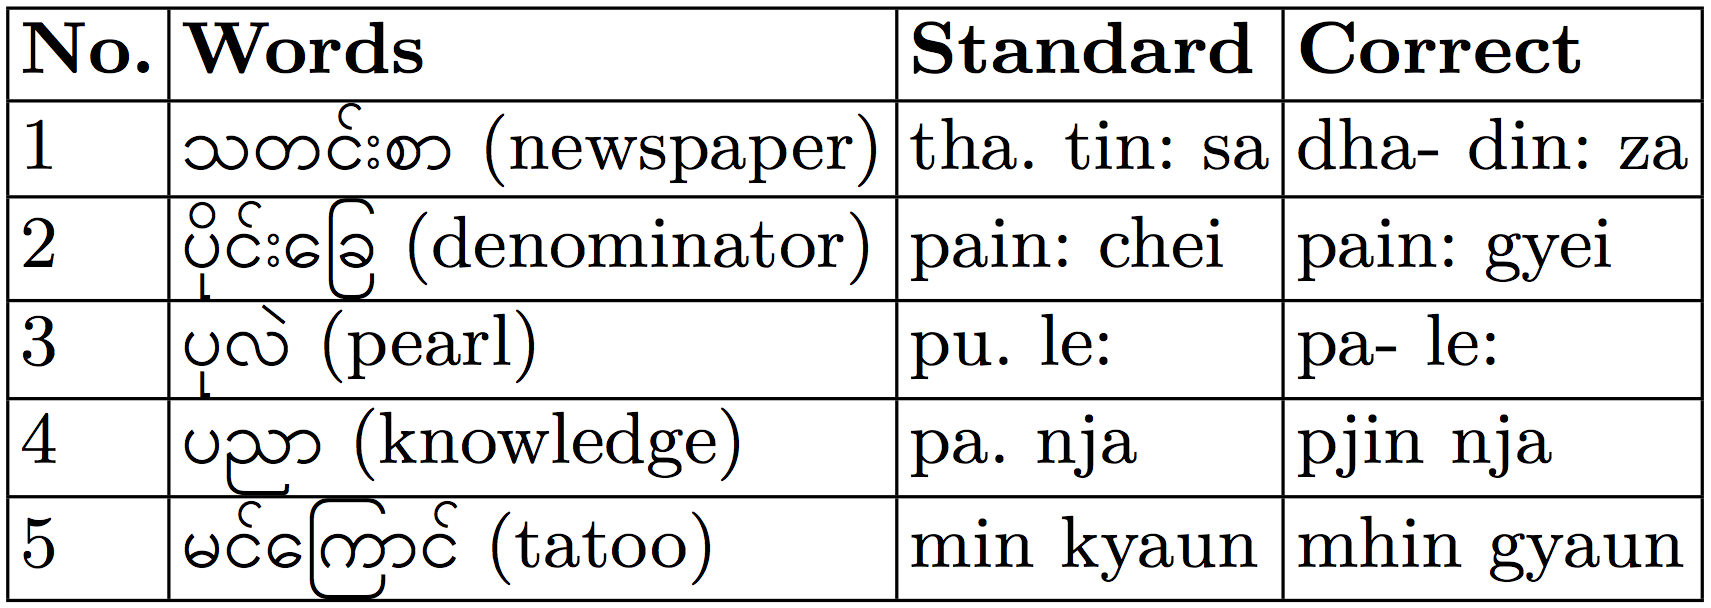 No. Words Standard Correct
1 သတင်းစာ (newspaper) tha. tin: sa dha- din: za
2 ပိုင်းခြေ (denominator) pain: chei pain: gyei
3 ပုလဲ (pearl) pu. le: pa- le:
4 ပညာ (knowledge) pa. nja pjin nja
5 မင်ကြောင် (tatoo) min kyaun mhin gyaun